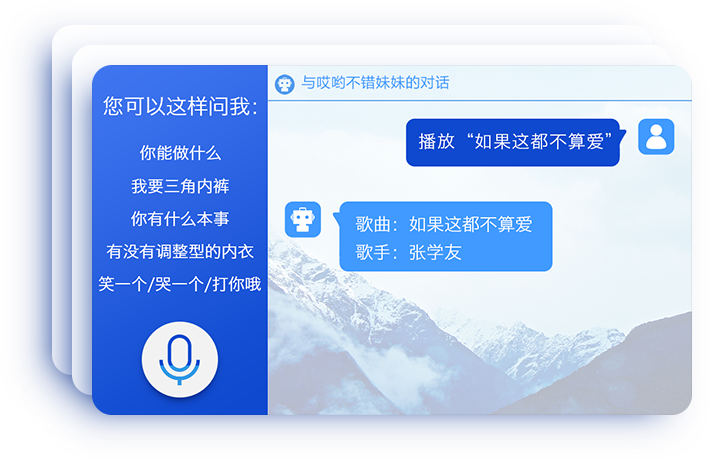 您可以这样问我：
你能做什么
我要三角内裤
你有什么本事
有没有调整型的内衣
笑一个/哭一个/打你哦
与哎哟不错妹妹的对话
播放“如果这都不算爱”
歌曲：如果这都不算爱
歌手：张学友